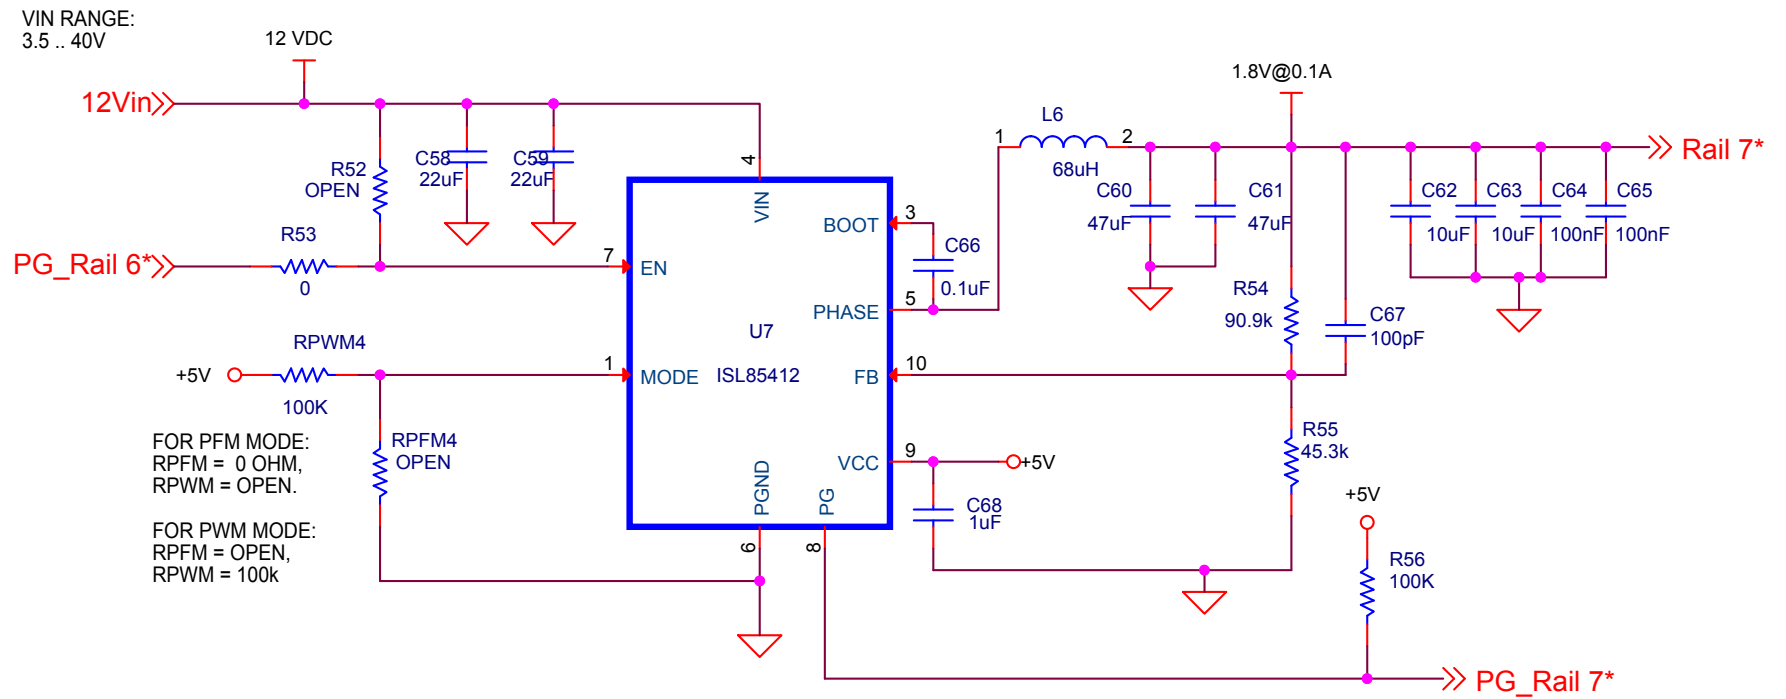 VIN RANGE:
3.5 .. 40V
12 VDC
12Vin
1.8V@0.1A
L6
1
2
68uH
Rail 7*
R52
OPEN
C58
22uF
C59
22uF
4
VIN
BOOT
3
C66
0.1uF
C60
47uF
C61
47uF
C62
10uF
C63
10uF
C64
100nF
C65
100nF
PG_Rail 6*
R53
0
7
EN
PHASE
5
R54
90.9k
C67
100pF
U7
ISL85412
RPWM4
+5V
100K
1
MODE
FB
10
FOR PFM MODE:
RPFM = 0 OHM,
RPWM = OPEN.
RPFM4
OPEN
R55
45.3k
VCC
9
+5V
PGND
PG
C68
1uF
+5V
FOR PWM MODE:
RPFM = OPEN,
RPWM = 100k
6
8
R56
100K
PG_Rail 7*